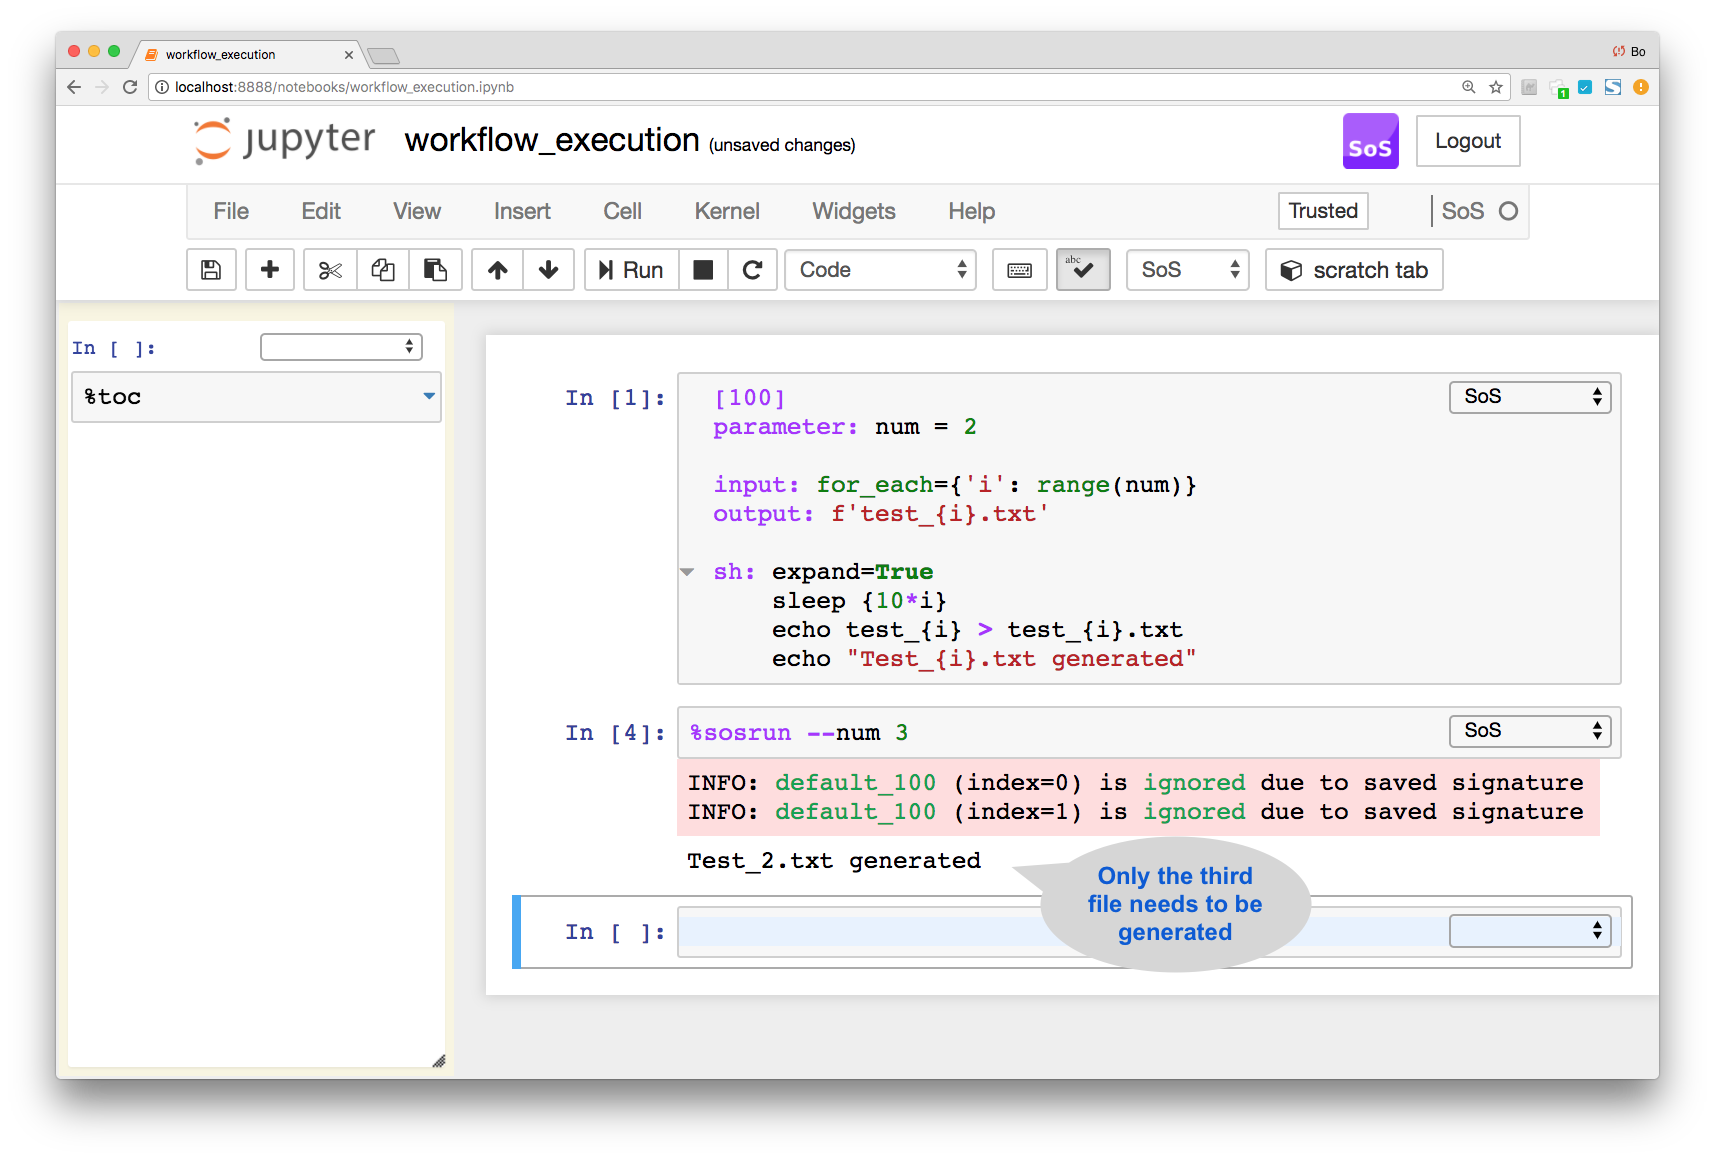 workflow_execution
Bo
localhost:8888/notebooks/workflow_execution.ipynb
1
jupyter workflow_execution (unsaved changes)
SoS
Logout
File Edit View Insert Cell Kernel Widgets Help Trusted SoS
Run Code abc SoS scratch tab
In [ ]:
%toc
In [1]:
[100]
SoS
parameter: num = 2
input: for_each={'i': range(num)}
output: f'test_{i}.txt'
sh: expand=True
sleep {10*i}
echo test_{i} > test_{i}.txt
echo "Test_{i}.txt generated"
In [4]:
%sosrun --num 3
SoS
INFO: default_100 (index=0) is ignored due to saved signature
INFO: default_100 (index=1) is ignored due to saved signature
Test_2.txt generated
Only the third
file needs to be
generated
In [ ]: